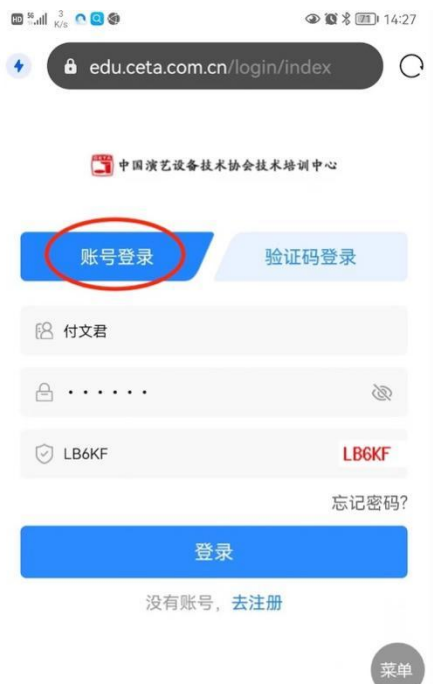 HD 5G 3 K/s 14:27
edu.ceta.com.cn/login/index
CETA 中国演艺设备技术协会技术培训中心
账号登录 验证码登录
付文君
······
LB6KF LB6KF
忘记密码?
登录
没有账号，去注册
菜单